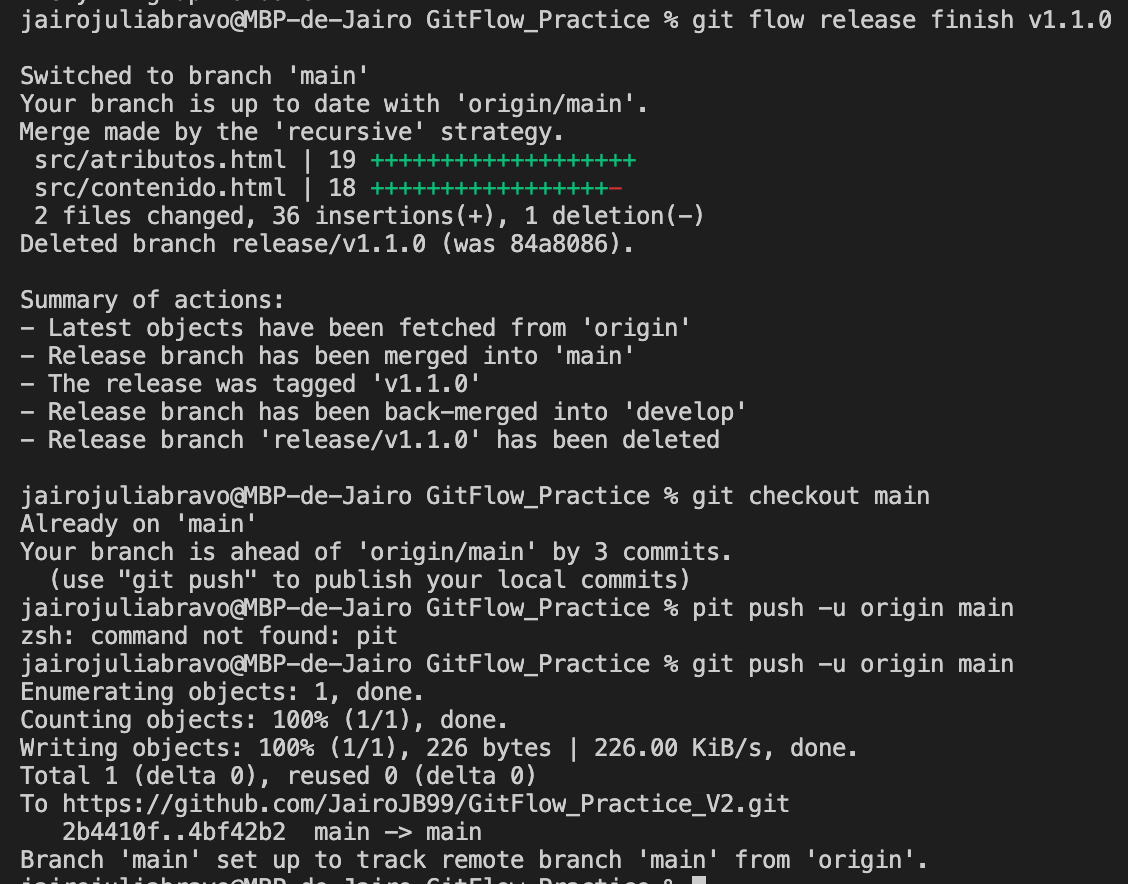 jairojuliabravo@MBP-de-Jairo GitFlow_Practice % git flow release finish v1.1.0
Switched to branch 'main'
Your branch is up to date with 'origin/main'.
Merge made by the 'recursive' strategy.
 src/atributos.html | 19 +++++++++++++++++++
 src/contenido.html | 18 +++++++++++++++++-
 2 files changed, 36 insertions(+), 1 deletion(-)
Deleted branch release/v1.1.0 (was 84a8086).
Summary of actions:
- Latest objects have been fetched from 'origin'
- Release branch has been merged into 'main'
- The release was tagged 'v1.1.0'
- Release branch has been back-merged into 'develop'
- Release branch 'release/v1.1.0' has been deleted
jairojuliabravo@MBP-de-Jairo GitFlow_Practice % git checkout main
Already on 'main'
Your branch is ahead of 'origin/main' by 3 commits.
  (use "git push" to publish your local commits)
jairojuliabravo@MBP-de-Jairo GitFlow_Practice % pit push -u origin main
zsh: command not found: pit
jairojuliabravo@MBP-de-Jairo GitFlow_Practice % git push -u origin main
Enumerating objects: 1, done.
Counting objects: 100% (1/1), done.
Writing objects: 100% (1/1), 226 bytes | 226.00 KiB/s, done.
Total 1 (delta 0), reused 0 (delta 0)
To https://github.com/JairoJB99/GitFlow_Practice_V2.git
   2b4410f..4bf42b2  main -> main
Branch 'main' set up to track remote branch 'main' from 'origin'.
jairojuliabravo@MBP-de-Jairo GitFlow_Practice %